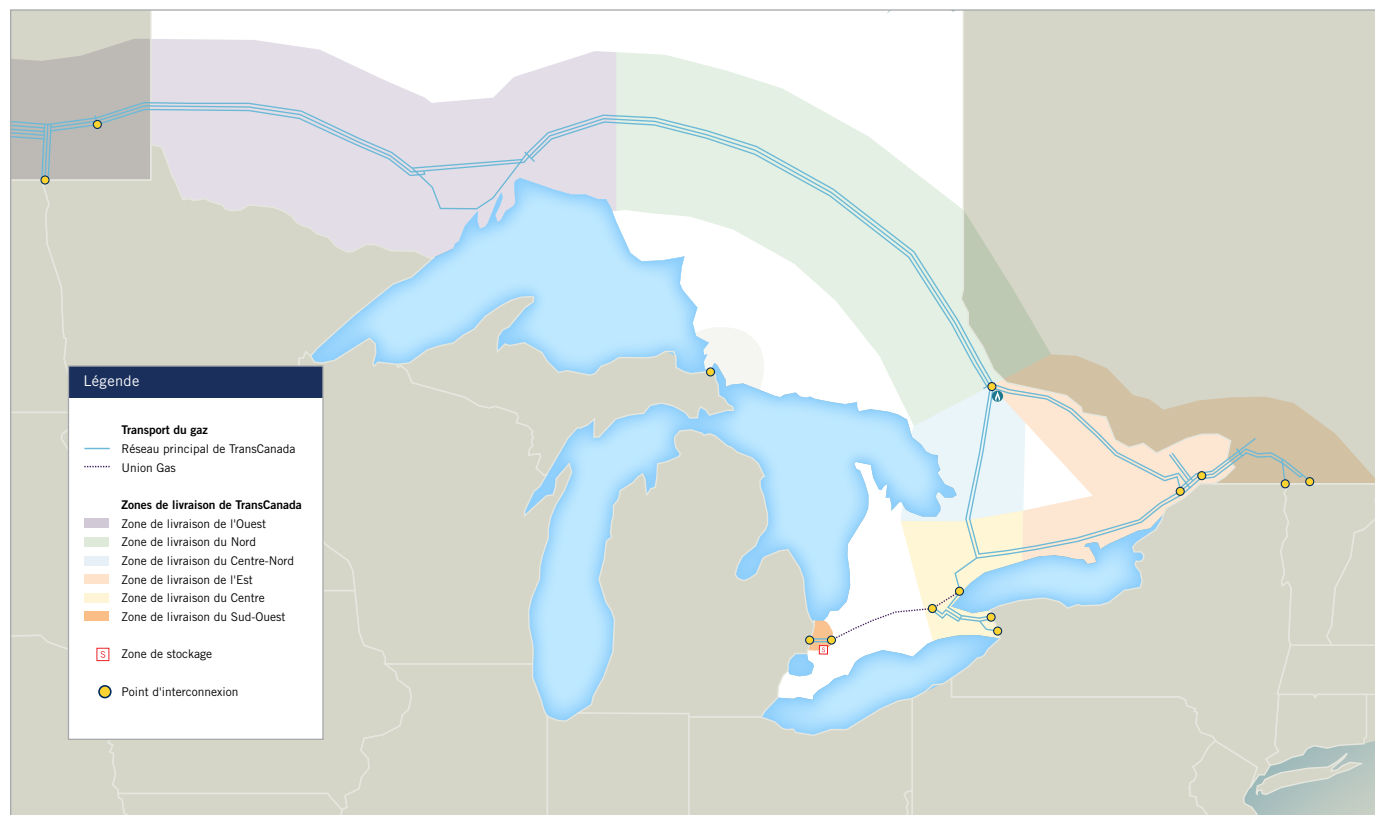 Légende
Transport du gaz
Réseau principal de TransCanada
Union Gas
Zones de livraison de TransCanada
Zone de livraison de l'Ouest
Zone de livraison du Nord
Zone de livraison du Centre-Nord
Zone de livraison de l'Est
Zone de livraison du Centre
Zone de livraison du Sud-Ouest
S Zone de stockage
Point d'interconnexion
S